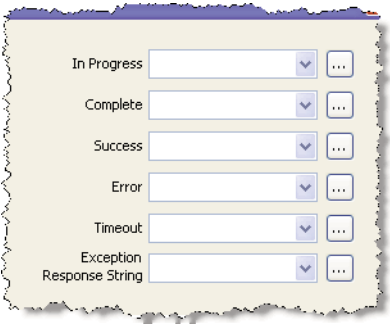 In Progress
...
Complete
...
Success
...
Error
...
Timeout
...
Exception
Response String
...